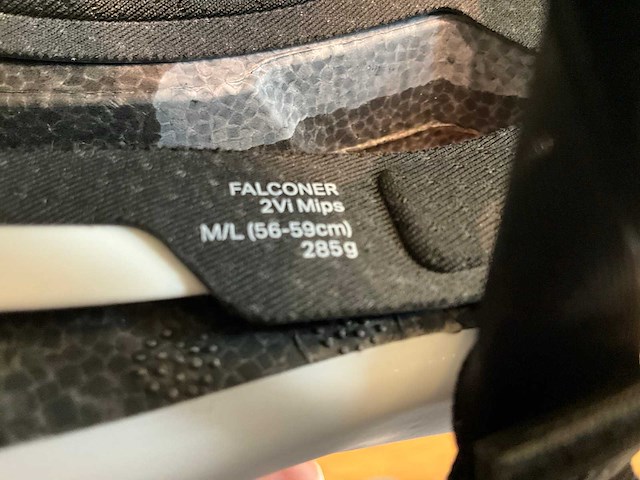 FALCONER
2Vi Mips
M/L (56-59cm)
285g